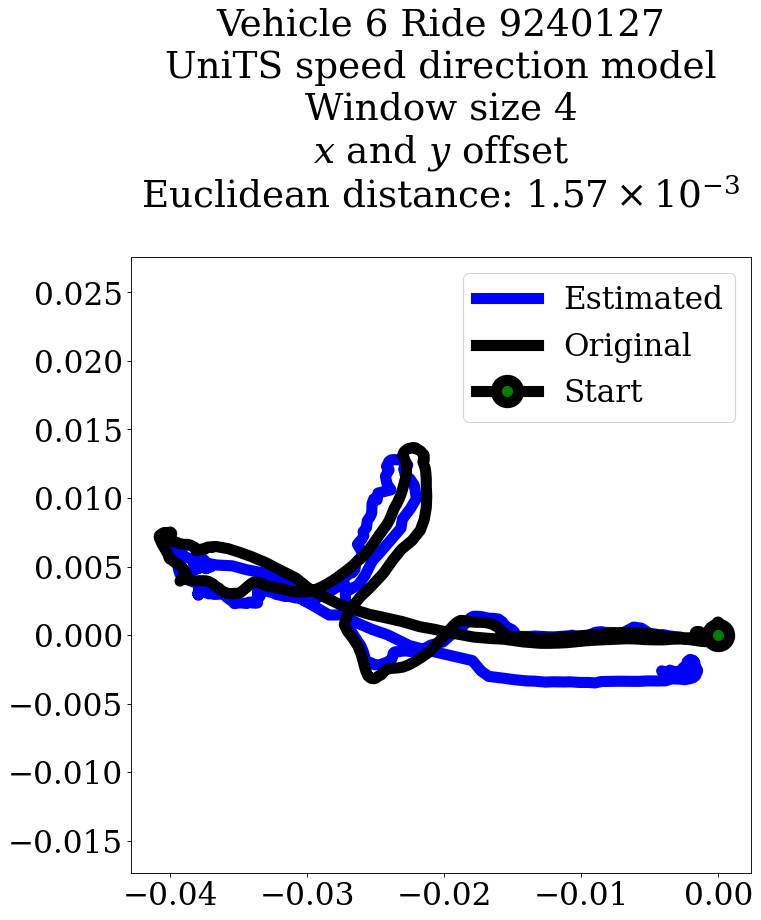 Vehicle 6 Ride 9240127
UniTS speed direction model
Window size 4
x and y offset
Euclidean distance: 1.57 × 10⁻³
Estimated
Original
Start
0.025
0.020
0.015
0.010
0.005
0.000
−0.005
−0.010
−0.015
−0.04 −0.03 −0.02 −0.01 0.00